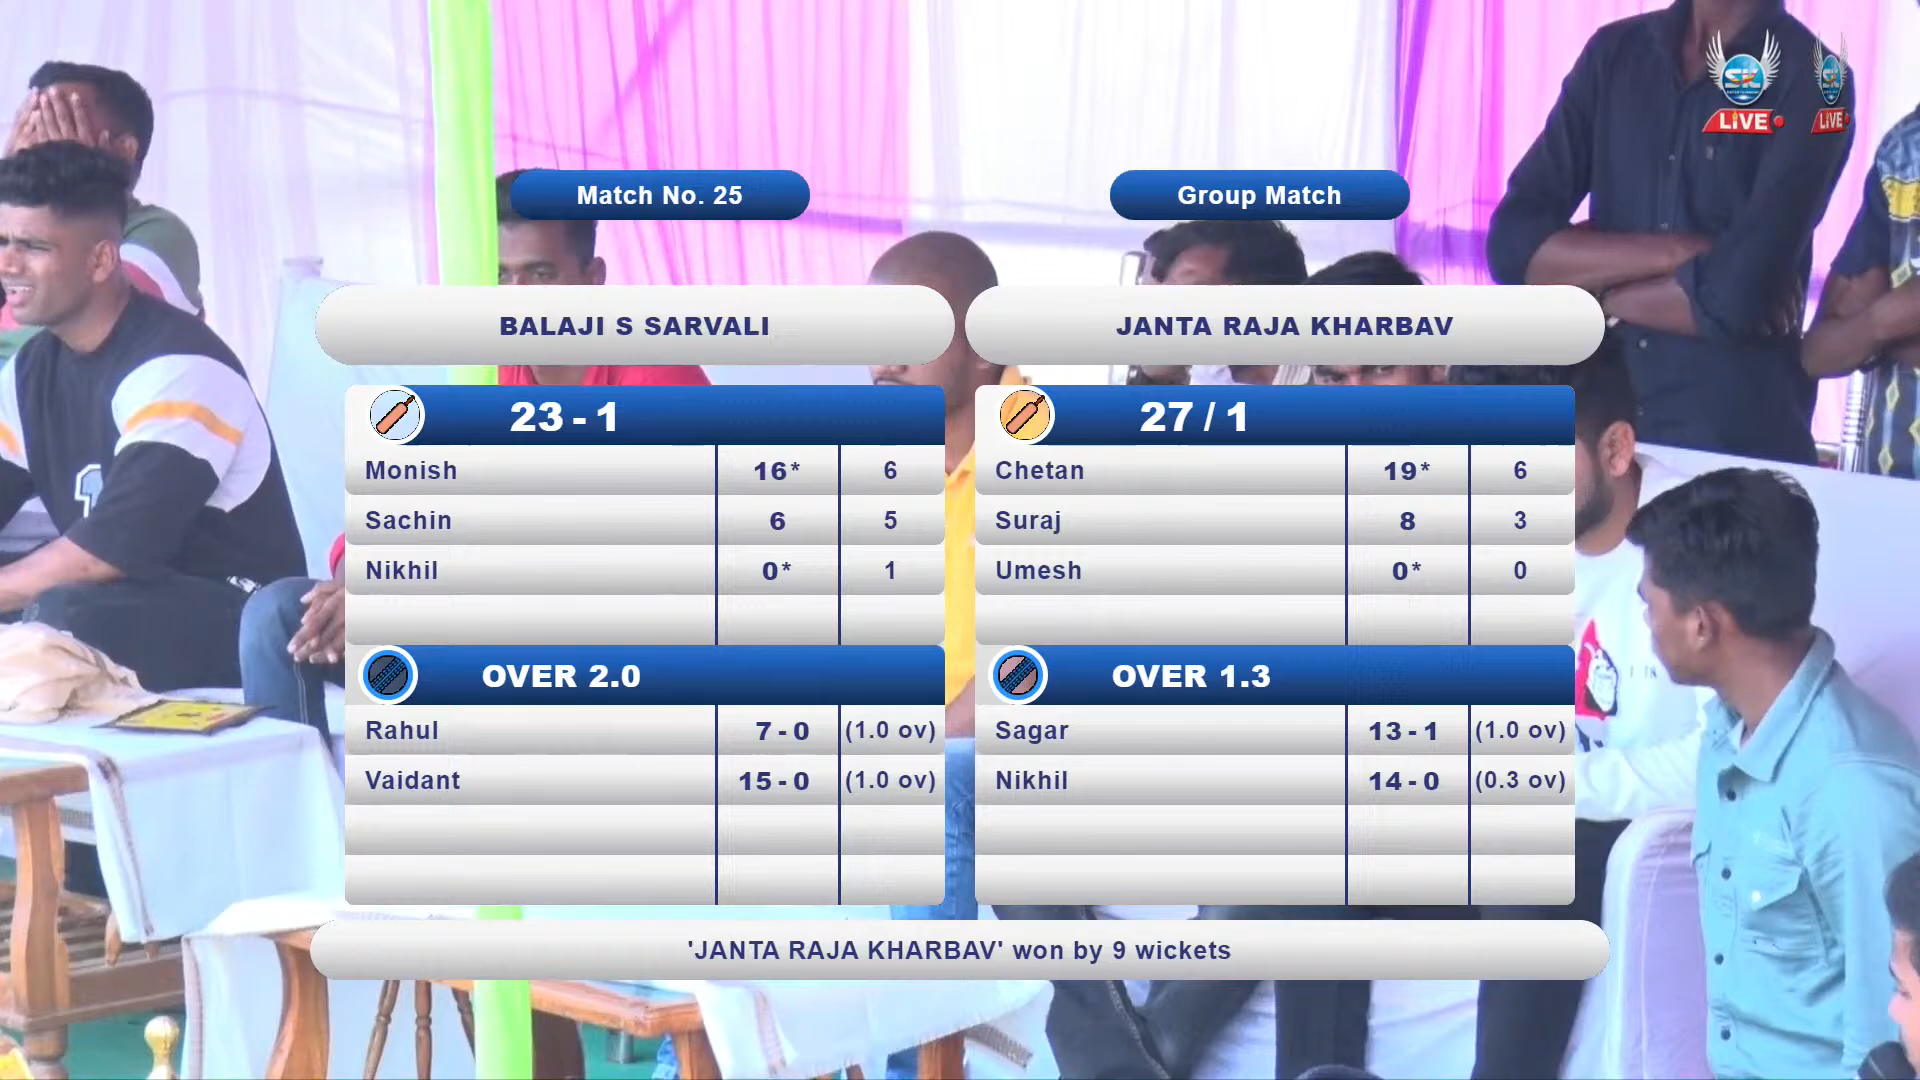 SK
LIVE
SK
LIVE
Match No. 25
Group Match
BALAJI S SARVALI
JANTA RAJA KHARBAV
23 - 1
Monish 16* 6
Sachin 6 5
Nikhil 0* 1
OVER 2.0
Rahul 7 - 0 (1.0 ov)
Vaidant 15 - 0 (1.0 ov)
27 / 1
Chetan 19* 6
Suraj 8 3
Umesh 0* 0
OVER 1.3
Sagar 13 - 1 (1.0 ov)
Nikhil 14 - 0 (0.3 ov)
'JANTA RAJA KHARBAV' won by 9 wickets